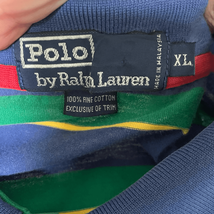 Polo
by Ralph Lauren
MADE IN MALAYSIA
XL
100% FINE COTTON
EXCLUSIVE OF TRIM